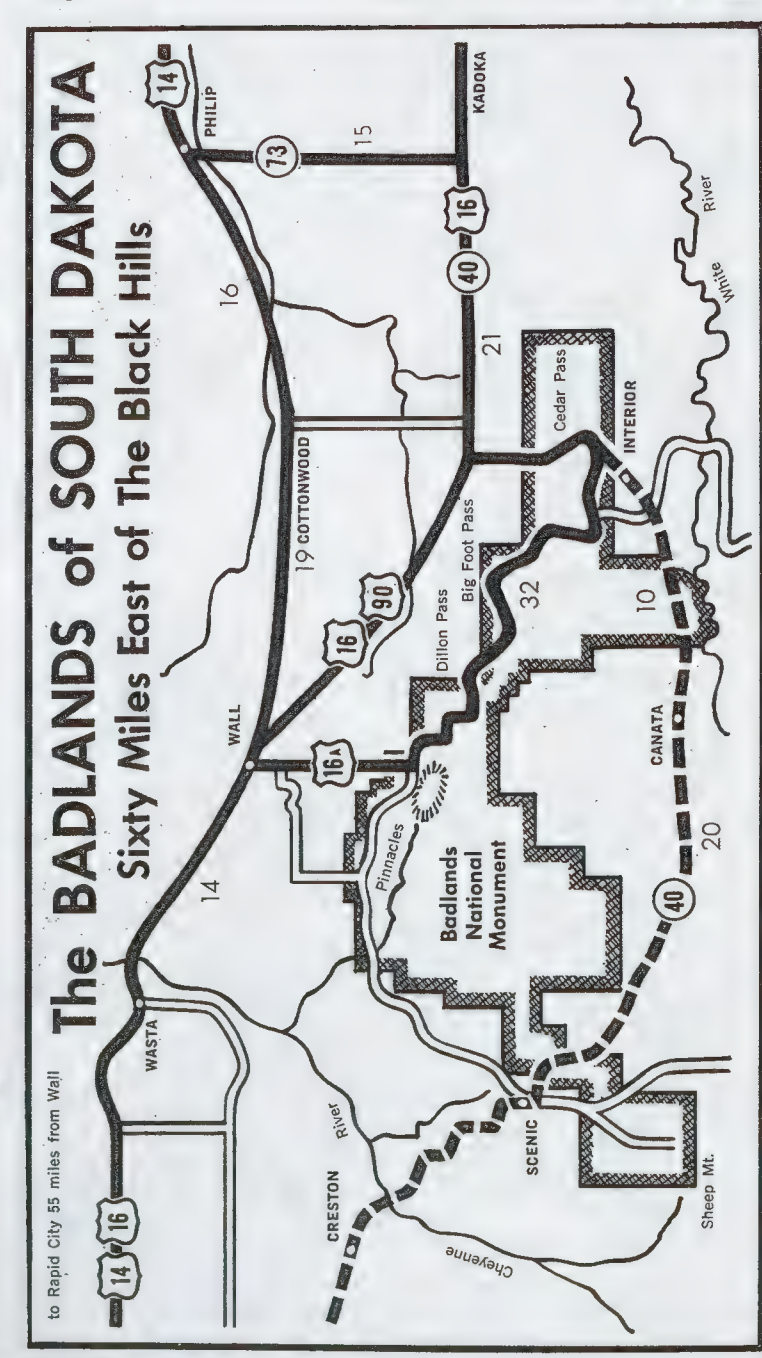 The BADLANDS of SOUTH DAKOTA
Sixty Miles East of The Black Hills
to Rapid City 55 miles from Wall
14
16
WASTA
14
WALL
16A
1
16
90
19
COTTONWOOD
16
14
PHILIP
73
15
KADOKA
16
40
21
Dillon Pass
Big Foot Pass
Cedar Pass
32
INTERIOR
10
White
River
CANATA
20
40
Pinnacles
Badlands
National
Monument
River
Cheyenne
CRESTON
SCENIC
Sheep Mt.